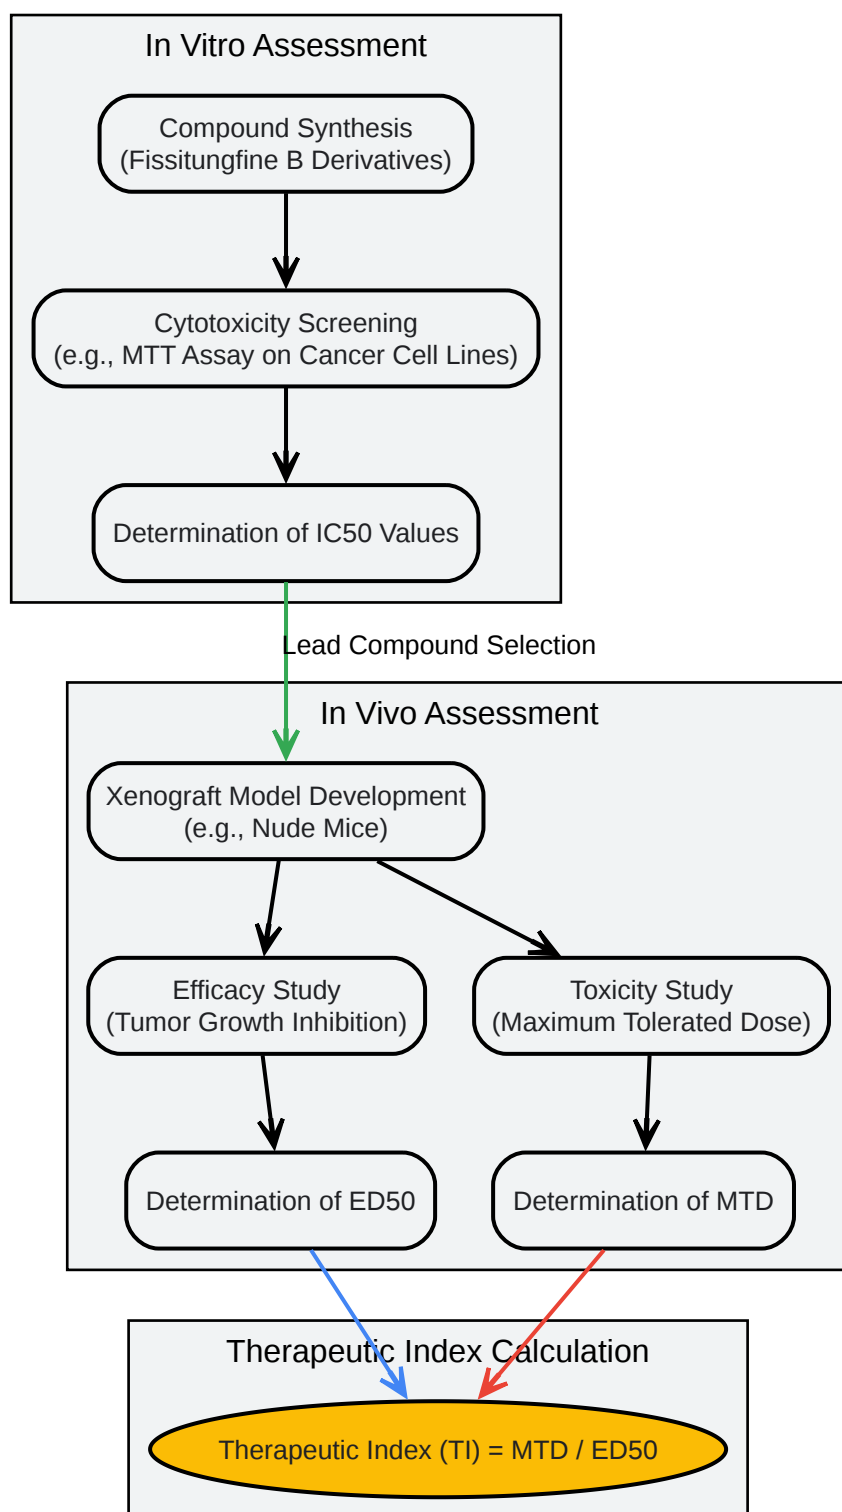 In Vitro Assessment
Compound Synthesis
(Fissitungfine B Derivatives)
Cytotoxicity Screening
(e.g., MTT Assay on Cancer Cell Lines)
Determination of IC50 Values
Lead Compound Selection
In Vivo Assessment
Xenograft Model Development
(e.g., Nude Mice)
Efficacy Study
(Tumor Growth Inhibition)
Toxicity Study
(Maximum Tolerated Dose)
Determination of ED50
Determination of MTD
Therapeutic Index Calculation
Therapeutic Index (TI) = MTD / ED50